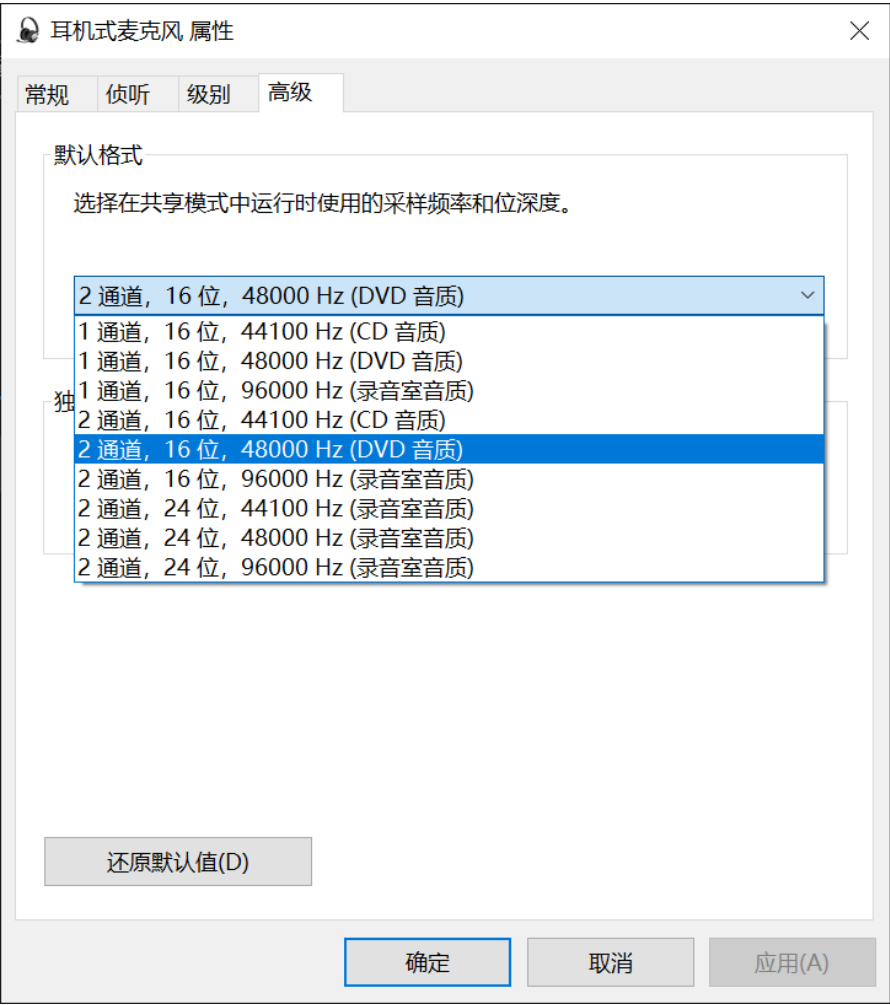 耳机式麦克风 属性
常规 侦听 级别 高级
默认格式
选择在共享模式中运行时使用的采样频率和位深度。
2 通道，16 位，48000 Hz (DVD 音质)
1 通道，16 位，44100 Hz (CD 音质)
1 通道，16 位，48000 Hz (DVD 音质)
1 通道，16 位，96000 Hz (录音室音质)
独
2 通道，16 位，44100 Hz (CD 音质)
2 通道，16 位，48000 Hz (DVD 音质)
2 通道，16 位，96000 Hz (录音室音质)
2 通道，24 位，44100 Hz (录音室音质)
2 通道，24 位，48000 Hz (录音室音质)
2 通道，24 位，96000 Hz (录音室音质)
还原默认值(D)
确定 取消 应用(A)